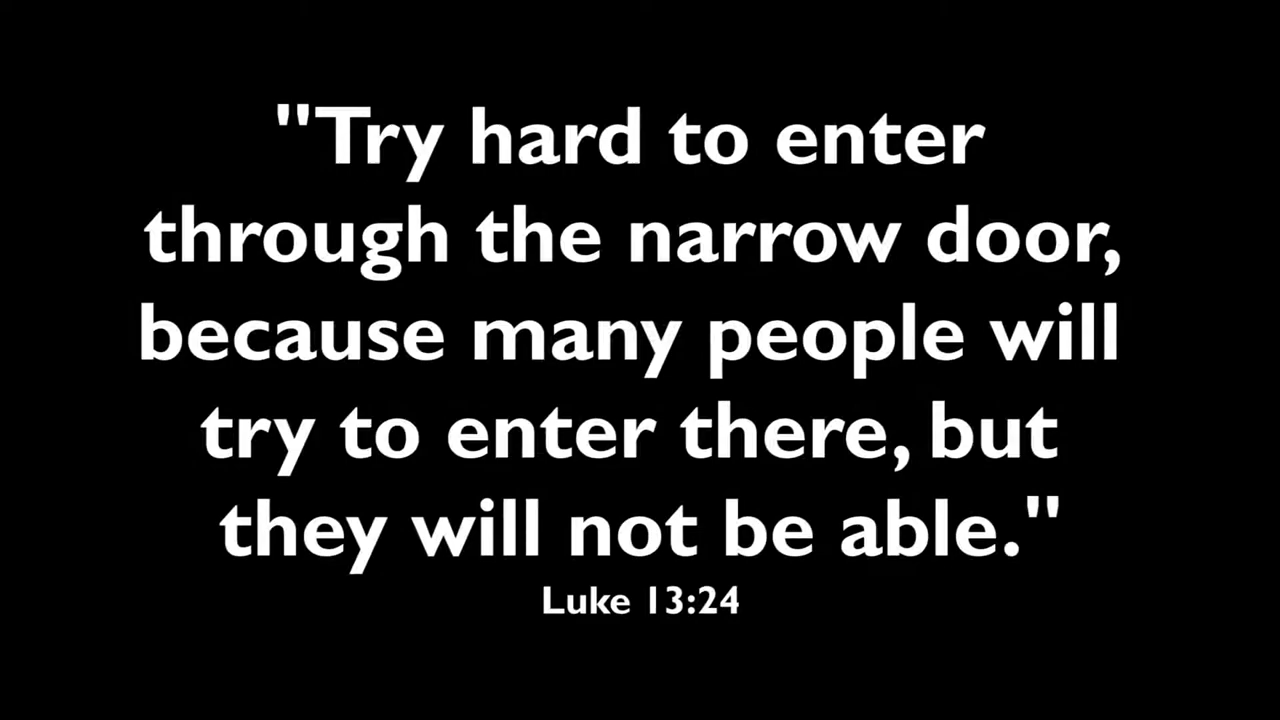 "Try hard to enter
through the narrow door,
because many people will
try to enter there, but
they will not be able."
Luke 13:24